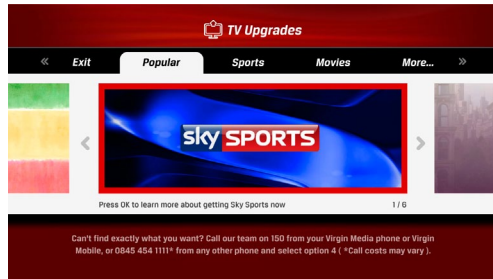 TV Upgrades
« Exit Popular Sports Movies More... »
sky SPORTS
Press OK to learn more about getting Sky Sports now 1 / 6
Can't find exactly what you want? Call our team on 150 from your Virgin Media phone or Virgin
Mobile, or 0845 454 1111* from any other phone and select option 4 ( *Call costs may vary ).